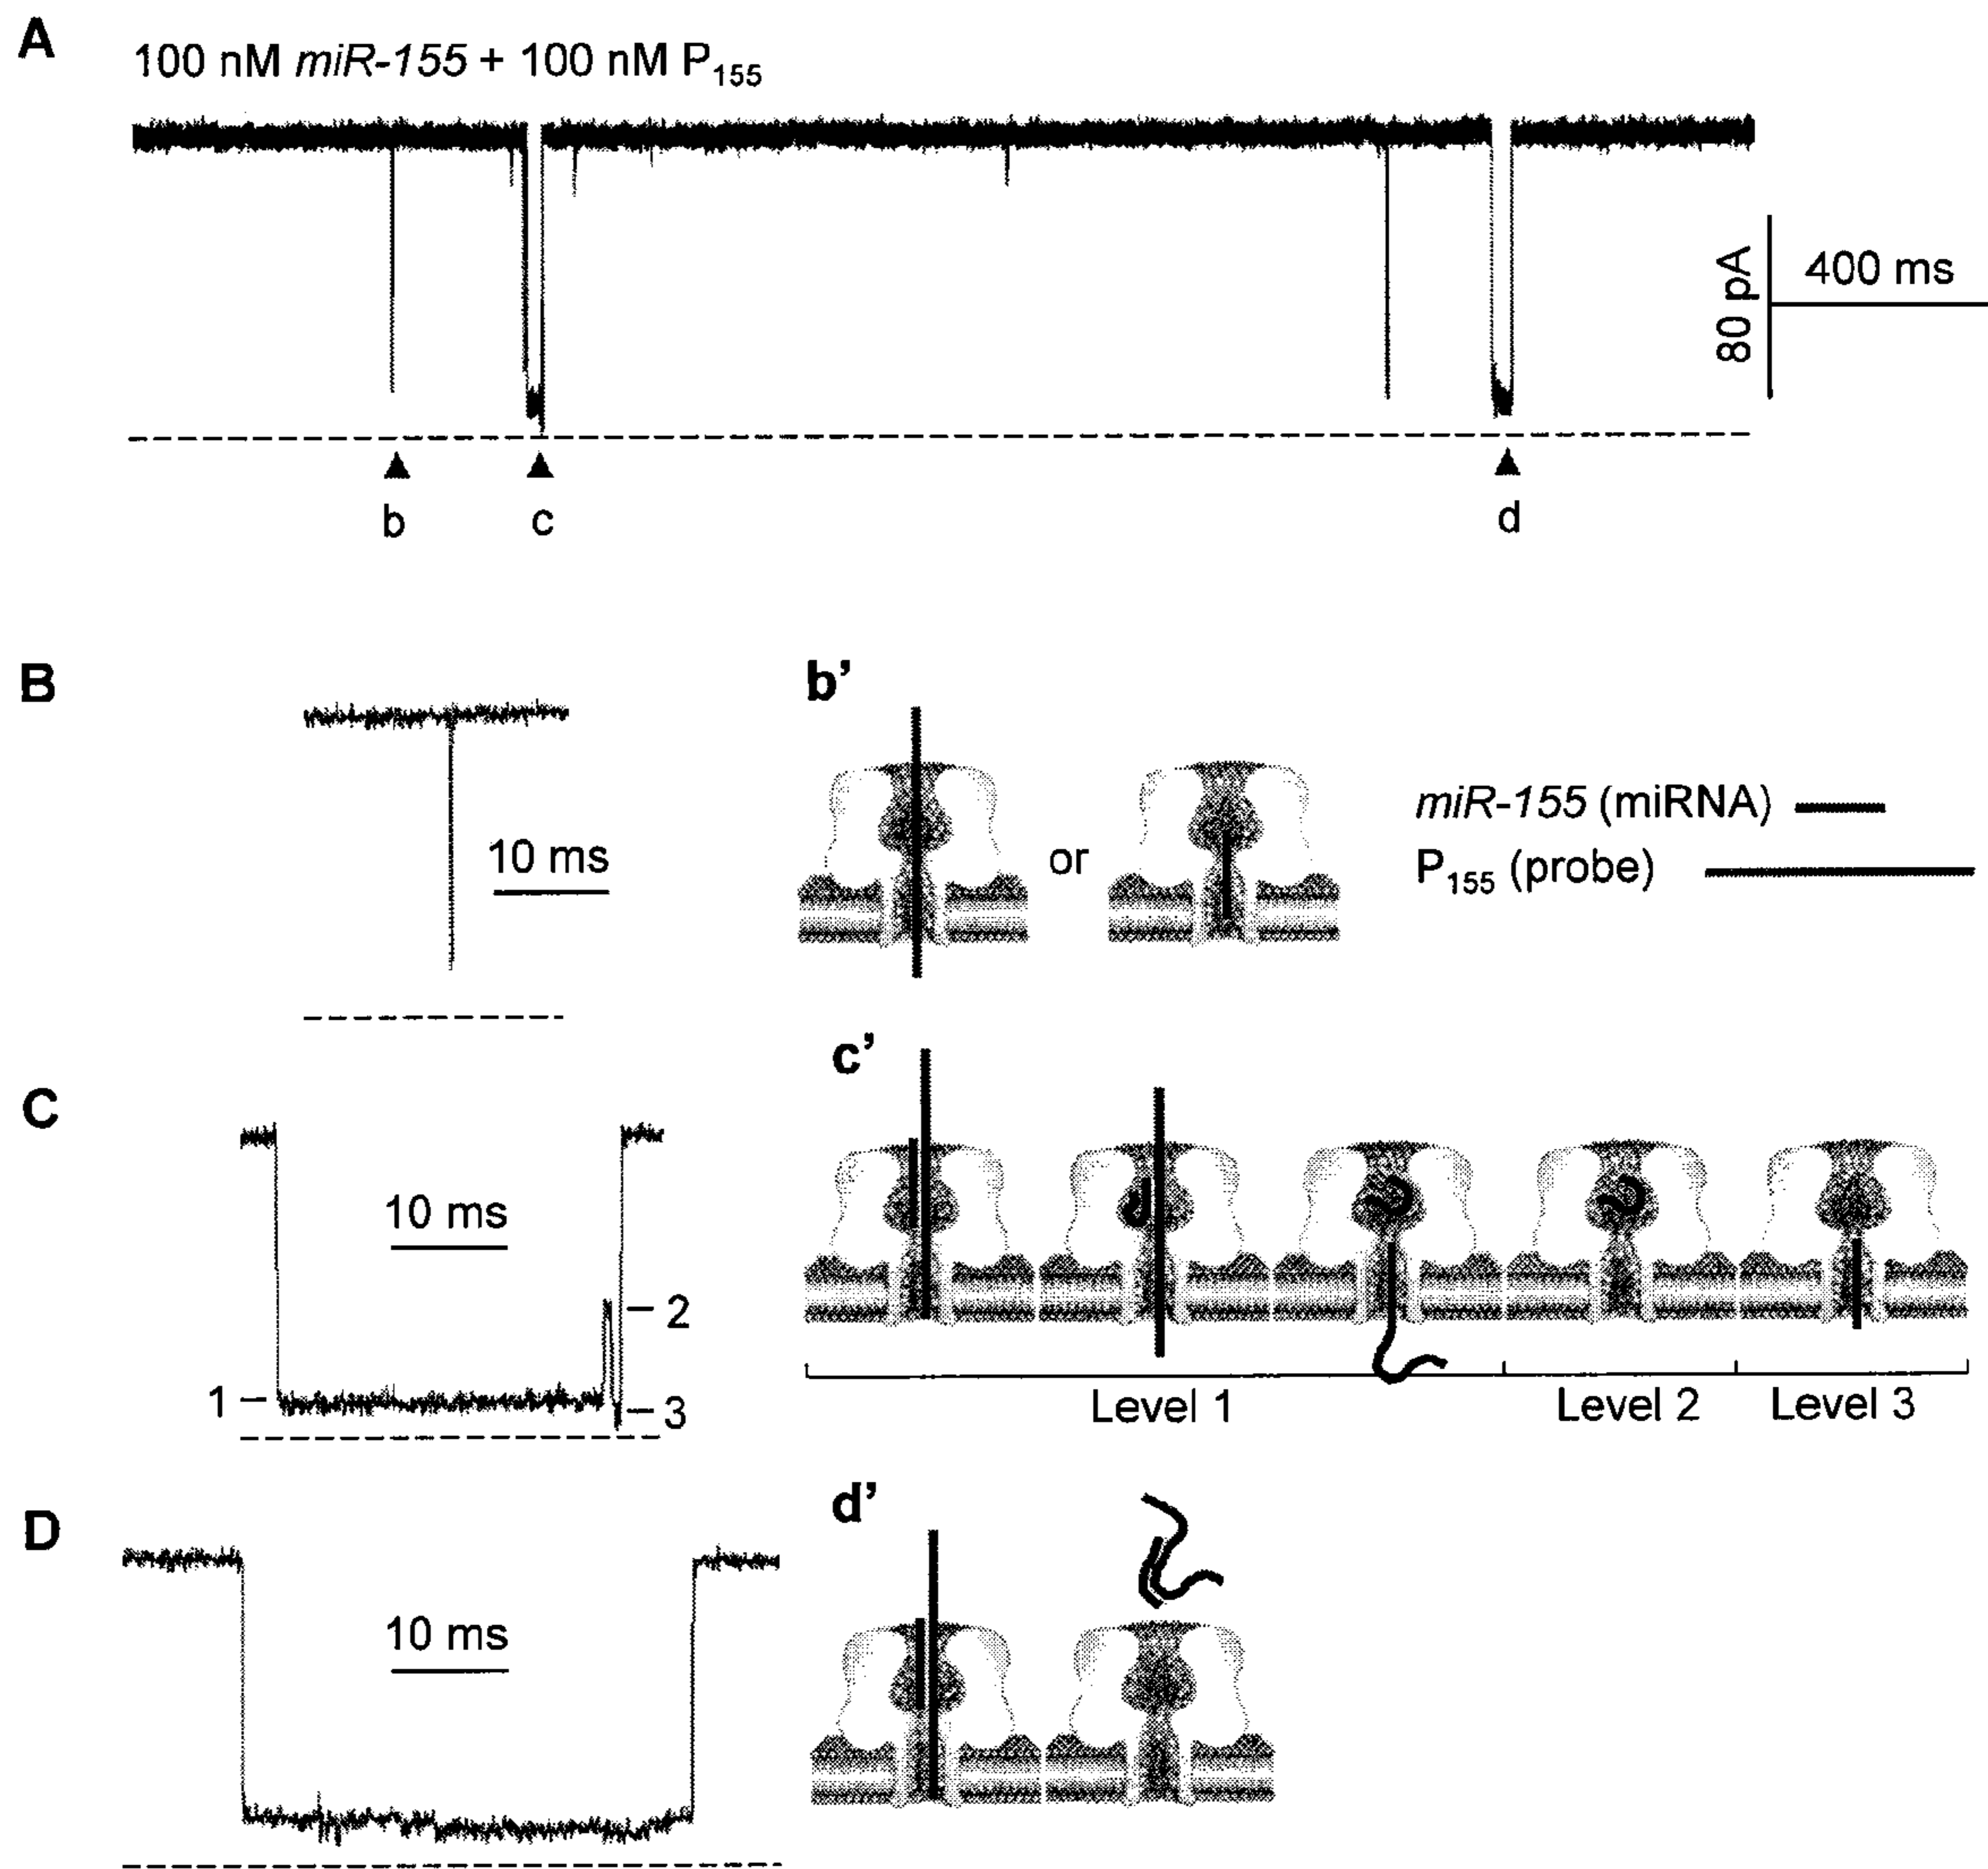 A
100 nM miR-155 + 100 nM P155
80 pA
400 ms
b
c
d
B
10 ms
b’
or
miR-155 (miRNA)
P155 (probe)
C
10 ms
1
2
3
c’
Level 1
Level 2
Level 3
D
10 ms
d’